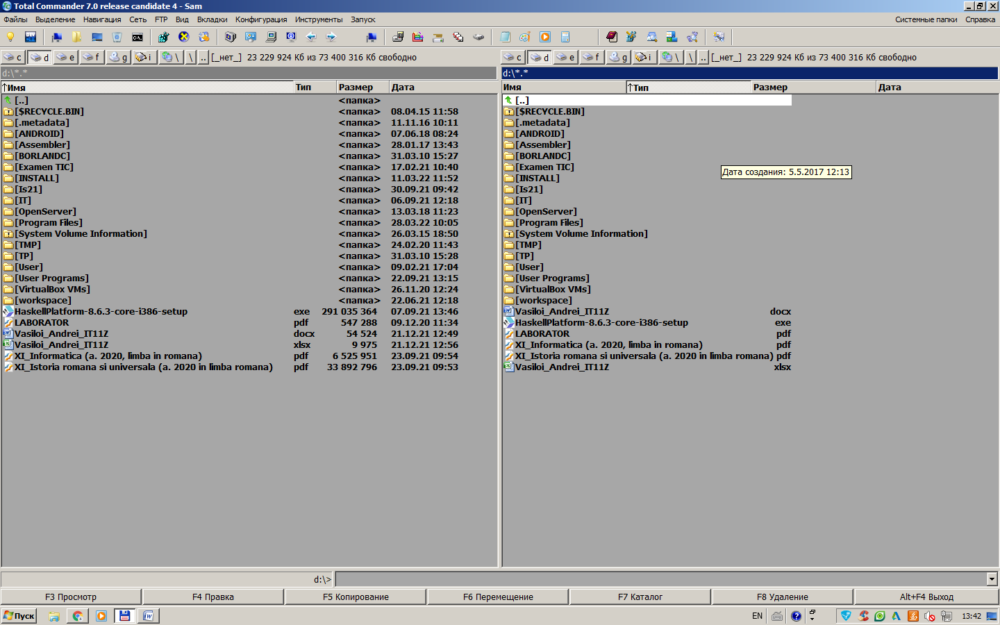 Total Commander 7.0 release candidate 4 - Sam
Файлы Выделение Навигация Сеть FTP Вид Вкладки Конфигурация Инструменты Запуск Системные папки Справка
c d e f g i \ \ .. [_нет_] 23 229 924 Кб из 73 400 316 Кб свободно
c d e f g i \ \ .. [_нет_] 23 229 924 Кб из 73 400 316 Кб свободно
d:\*.*
Имя Тип Размер Дата
[..] <папка>
[$RECYCLE.BIN] <папка> 08.04.15 11:58
[.metadata] <папка> 11.11.16 10:11
[ANDROID] <папка> 07.06.18 08:24
[Assembler] <папка> 28.01.17 13:43
[BORLANDC] <папка> 31.03.10 15:27
[Examen TIC] <папка> 17.02.21 10:40
[INSTALL] <папка> 11.03.22 11:52
[Is21] <папка> 30.09.21 09:42
[IT] <папка> 06.09.21 12:18
[OpenServer] <папка> 13.03.18 11:23
[Program Files] <папка> 28.03.22 10:05
[System Volume Information] <папка> 26.03.15 18:50
[TMP] <папка> 24.02.20 11:43
[TP] <папка> 31.03.10 15:28
[User] <папка> 09.02.21 17:04
[User Programs] <папка> 22.09.21 13:15
[VirtualBox VMs] <папка> 26.11.20 12:24
[workspace] <папка> 22.06.21 12:18
HaskellPlatform-8.6.3-core-i386-setup exe 291 035 364 07.09.21 13:46
LABORATOR pdf 547 288 09.12.20 11:34
Vasiloi_Andrei_IT11Z docx 54 524 21.12.21 12:49
Vasiloi_Andrei_IT11Z xlsx 9 975 21.12.21 12:56
XI_Informatica (a. 2020, limba in romana) pdf 6 525 951 23.09.21 09:54
XI_Istoria romana si universala (a. 2020 in limba romana) pdf 33 892 796 23.09.21 09:53
d:\*.*
Имя Тип Размер Дата
[..]
[$RECYCLE.BIN]
[.metadata]
[ANDROID]
[Assembler]
[BORLANDC]
[Examen TIC]
Дата создания: 5.5.2017 12:13
[INSTALL]
[Is21]
[IT]
[OpenServer]
[Program Files]
[System Volume Information]
[TMP]
[TP]
[User]
[User Programs]
[VirtualBox VMs]
[workspace]
Vasiloi_Andrei_IT11Z docx
HaskellPlatform-8.6.3-core-i386-setup exe
LABORATOR pdf
XI_Informatica (a. 2020, limba in romana) pdf
XI_Istoria romana si universala (a. 2020 in limba romana) pdf
Vasiloi_Andrei_IT11Z xlsx
d:\>
F3 Просмотр F4 Правка F5 Копирование F6 Перемещение F7 Каталог F8 Удаление Alt+F4 Выход
Пуск EN 13:42